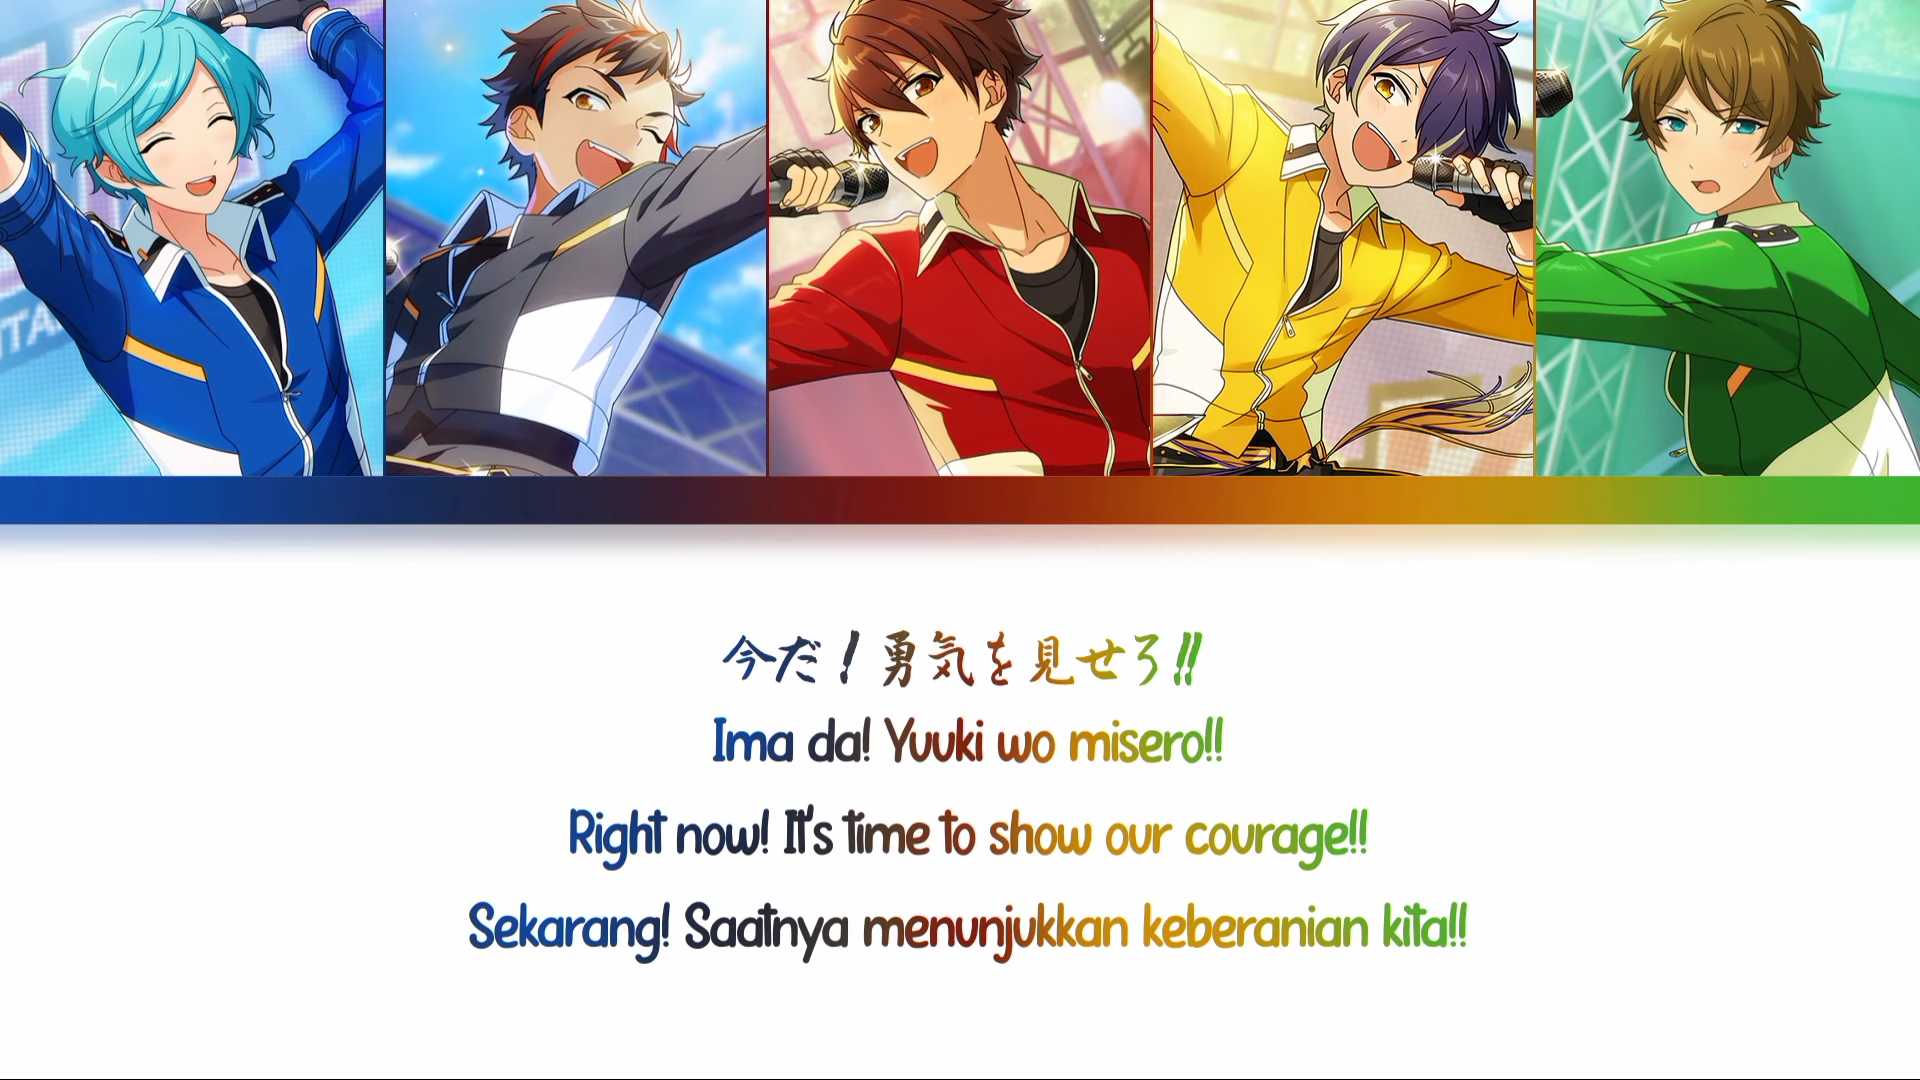 今だ！勇気を見せろ!!
Ima da! Yuuki wo misero!!
Right now! It's time to show our courage!!
Sekarang! Saatnya menunjukkan keberanian kita!!